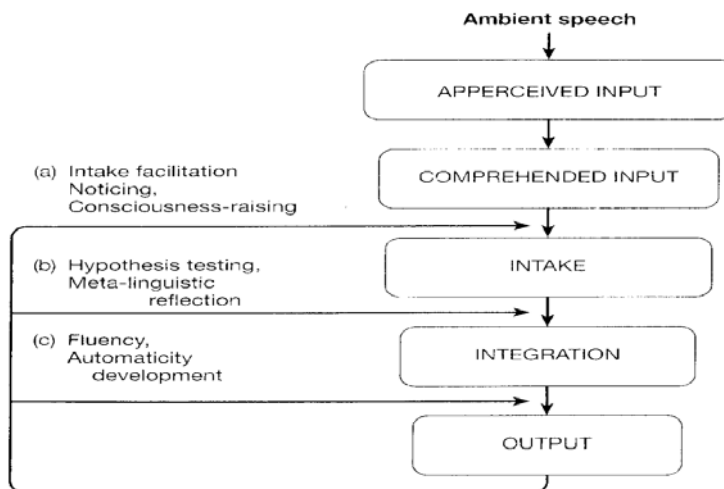 Ambient speech
APPERCEIVED INPUT
COMPREHENDED INPUT
(a) Intake facilitation
Noticing,
Consciousness-raising
INTAKE
(b) Hypothesis testing,
Meta-linguistic
reflection
INTEGRATION
(c) Fluency,
Automaticity
development
OUTPUT